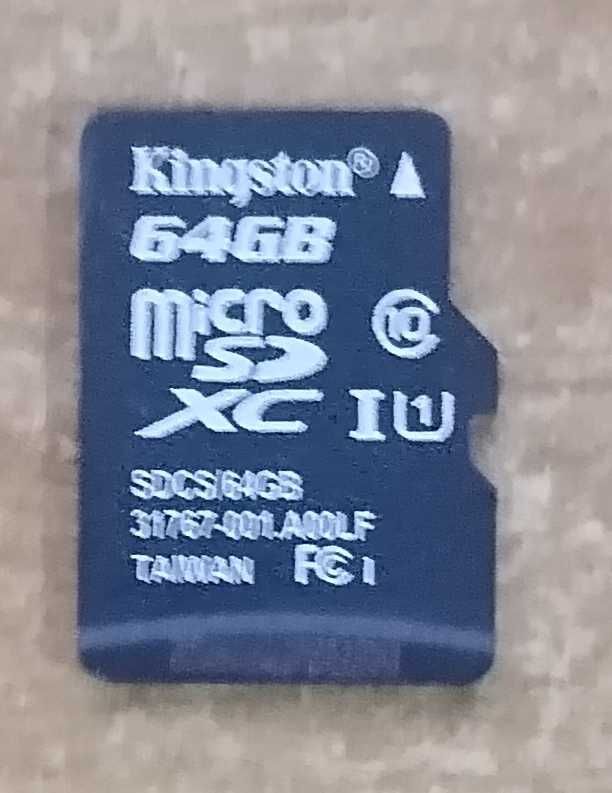 Kingston®
64GB
micro
SD
XC I U1
10
SDCS/64GB
31767-001.A00LF
TAIWAN FC I